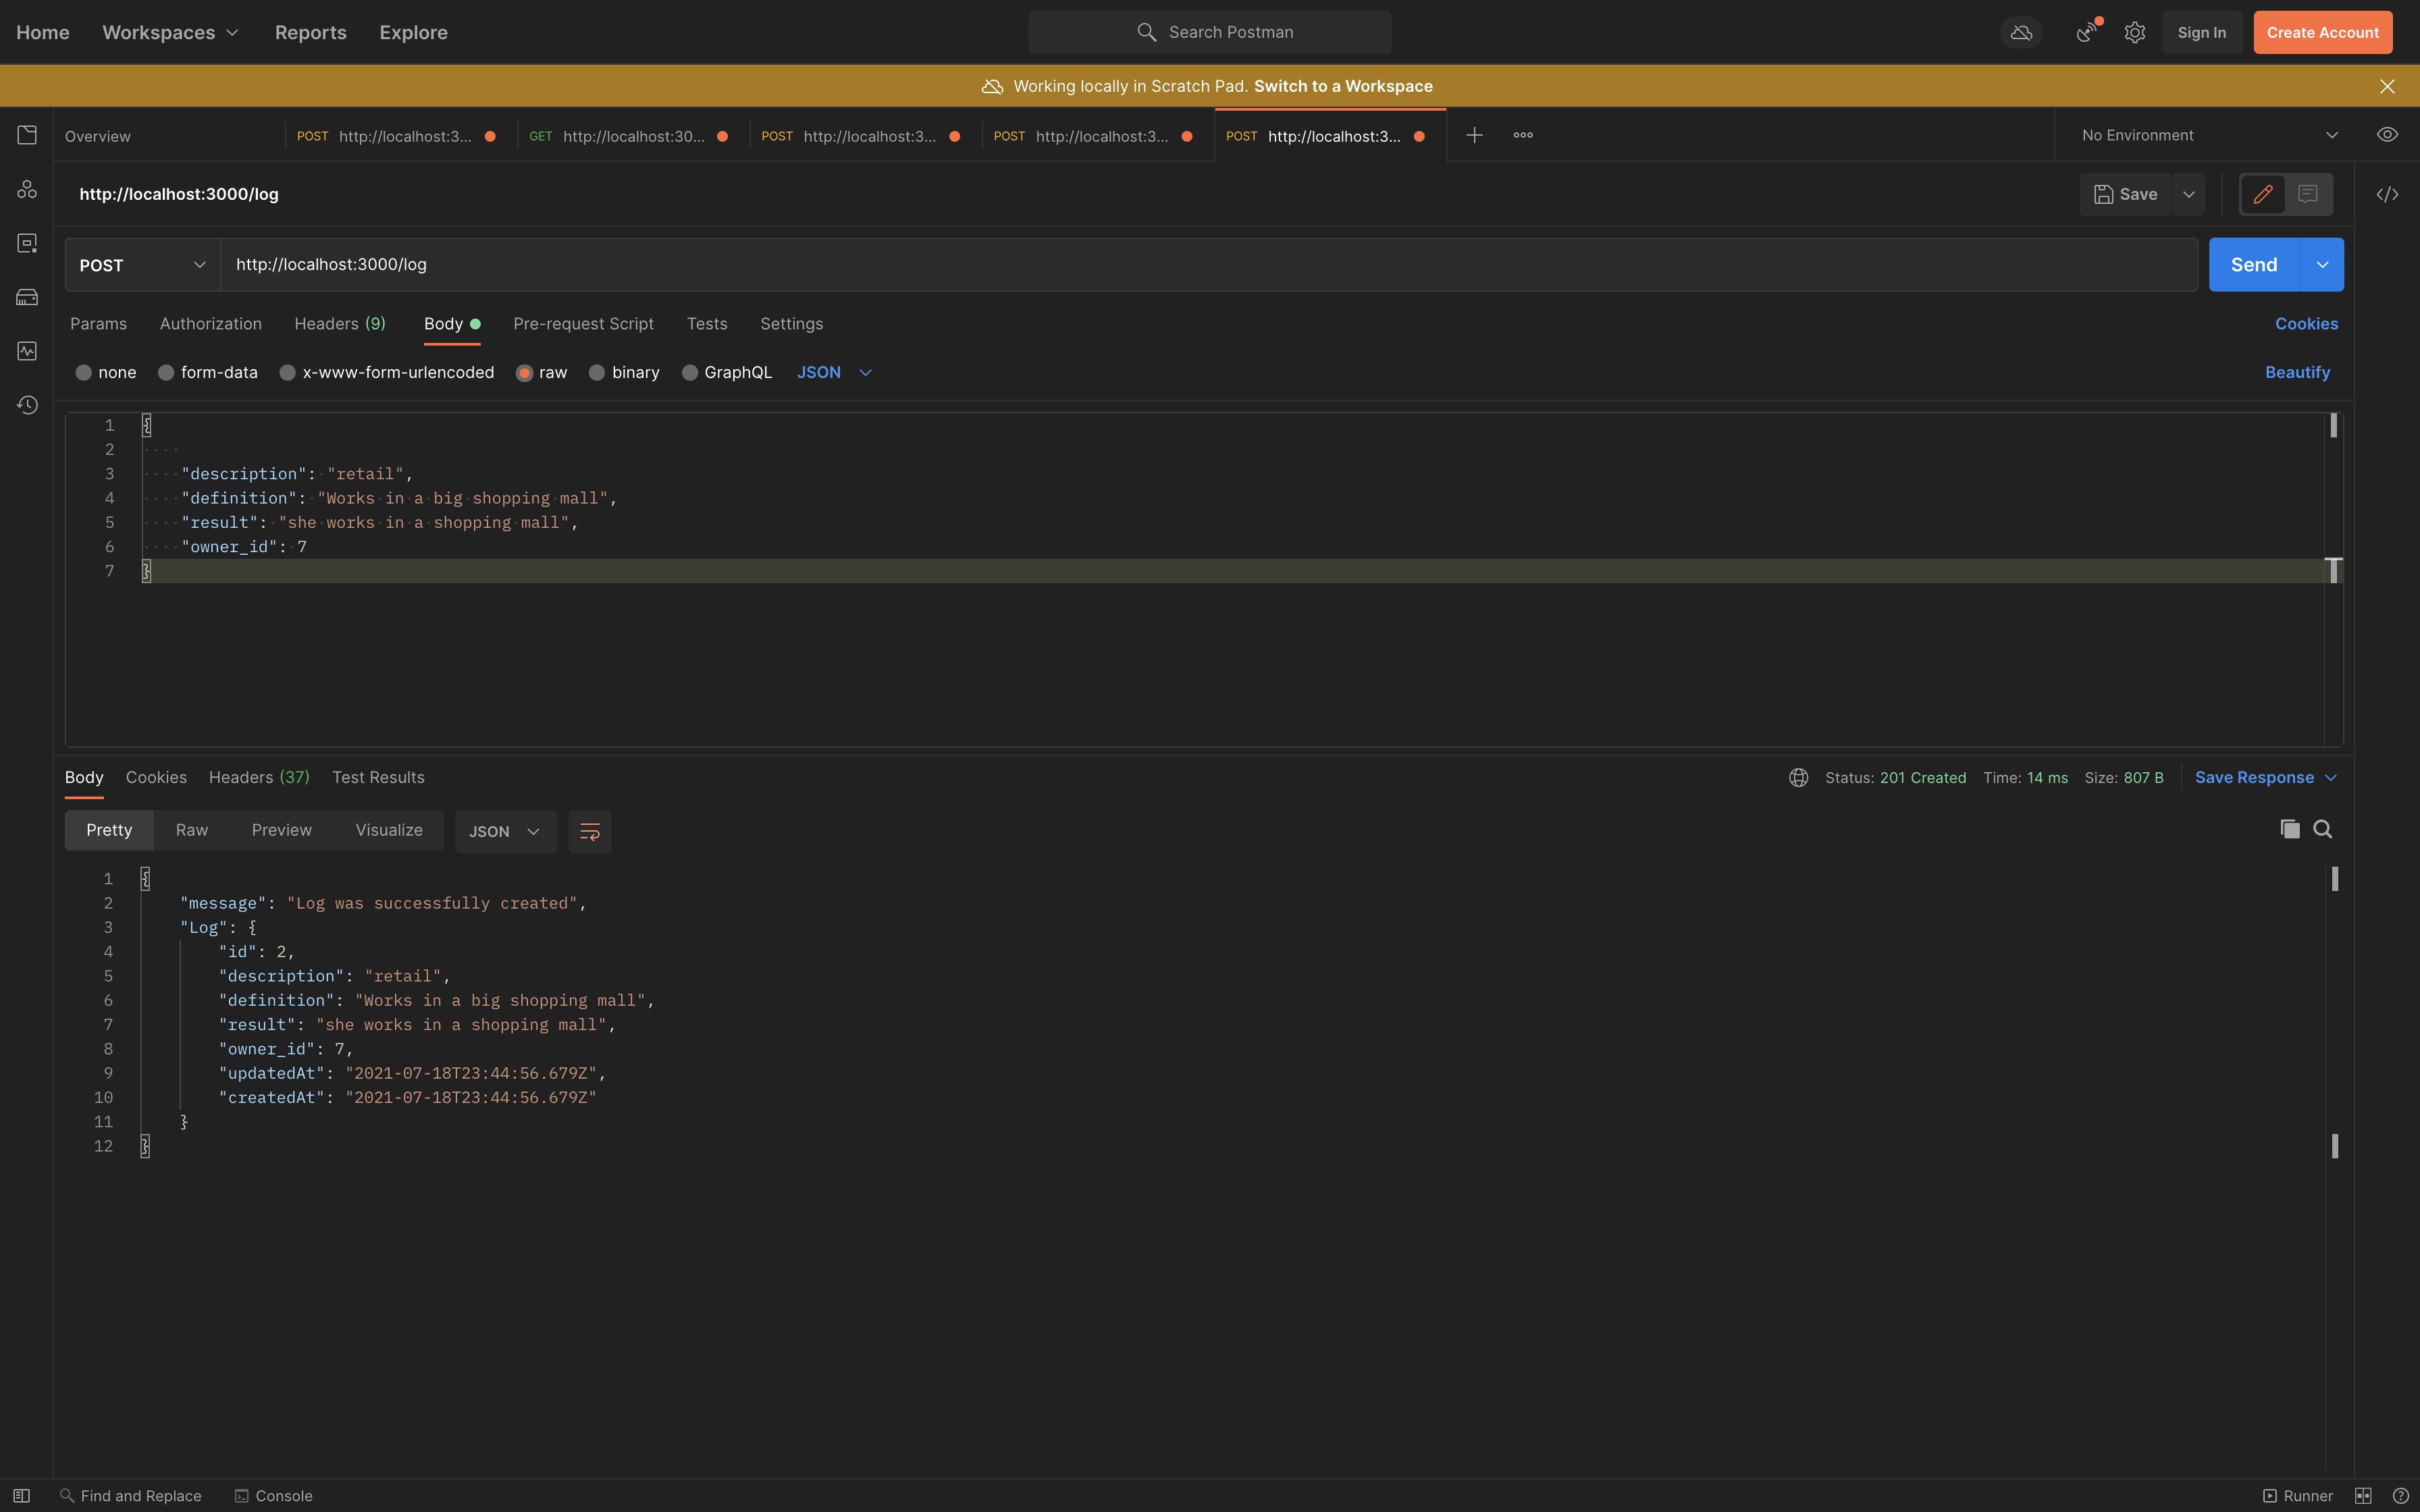 Home Workspaces Reports Explore Search Postman Sign In Create Account
Working locally in Scratch Pad. Switch to a Workspace
Overview POST http://localhost:3... GET http://localhost:30... POST http://localhost:3... POST http://localhost:3... POST http://localhost:3... No Environment
http://localhost:3000/log Save
POST http://localhost:3000/log Send
Params Authorization Headers (9) Body Pre-request Script Tests Settings Cookies
none form-data x-www-form-urlencoded raw binary GraphQL JSON Beautify
1 {
2
3 "description": "retail",
4 "definition": "Works in a big shopping mall",
5 "result": "she works in a shopping mall",
6 "owner_id": 7
7 }
Body Cookies Headers (37) Test Results Status: 201 Created Time: 14 ms Size: 807 B Save Response
Pretty Raw Preview Visualize JSON
1 {
2 "message": "Log was successfully created",
3 "Log": {
4 "id": 2,
5 "description": "retail",
6 "definition": "Works in a big shopping mall",
7 "result": "she works in a shopping mall",
8 "owner_id": 7,
9 "updatedAt": "2021-07-18T23:44:56.679Z",
10 "createdAt": "2021-07-18T23:44:56.679Z"
11 }
12 }
Find and Replace Console Runner